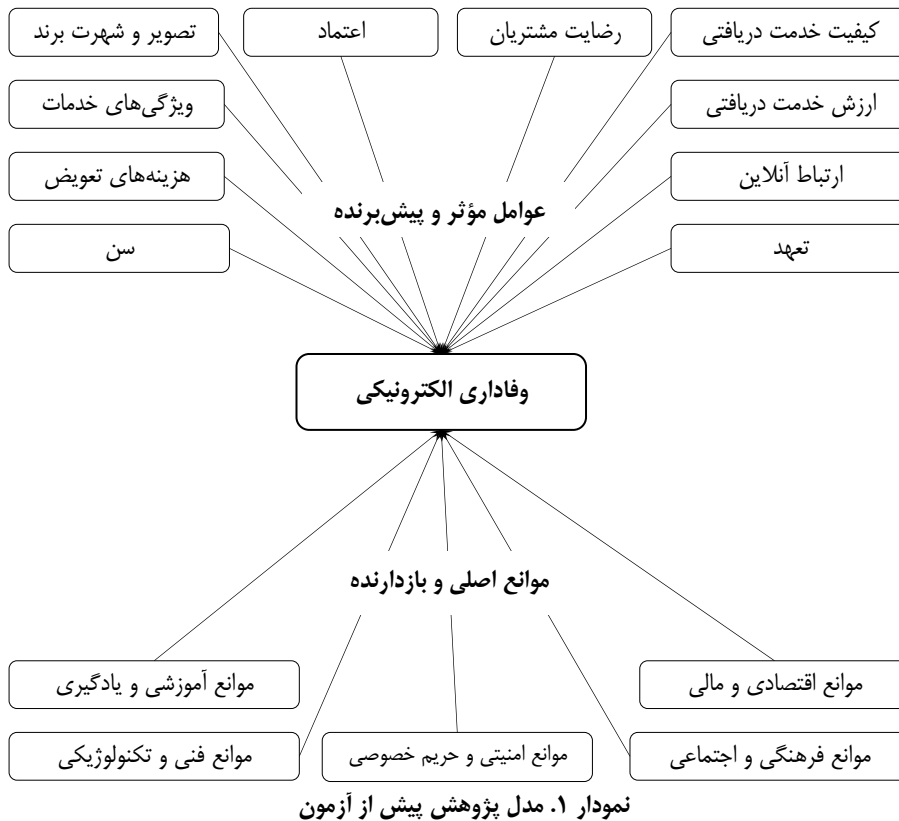 کیفیت خدمت دریافتی
رضایت مشتریان
اعتماد
تصویر و شهرت برند
ارزش خدمت دریافتی
ویژگی‌های خدمات
ارتباط آنلاین
هزینه‌های تعویض
عوامل مؤثر و پیش‌برنده
تعهد
سن
وفاداری الکترونیکی
موانع اصلی و بازدارنده
موانع اقتصادی و مالی
موانع آموزشی و یادگیری
موانع فرهنگی و اجتماعی
موانع امنیتی و حریم خصوصی
موانع فنی و تکنولوژیکی
نمودار ۱. مدل پژوهش پیش از آزمون